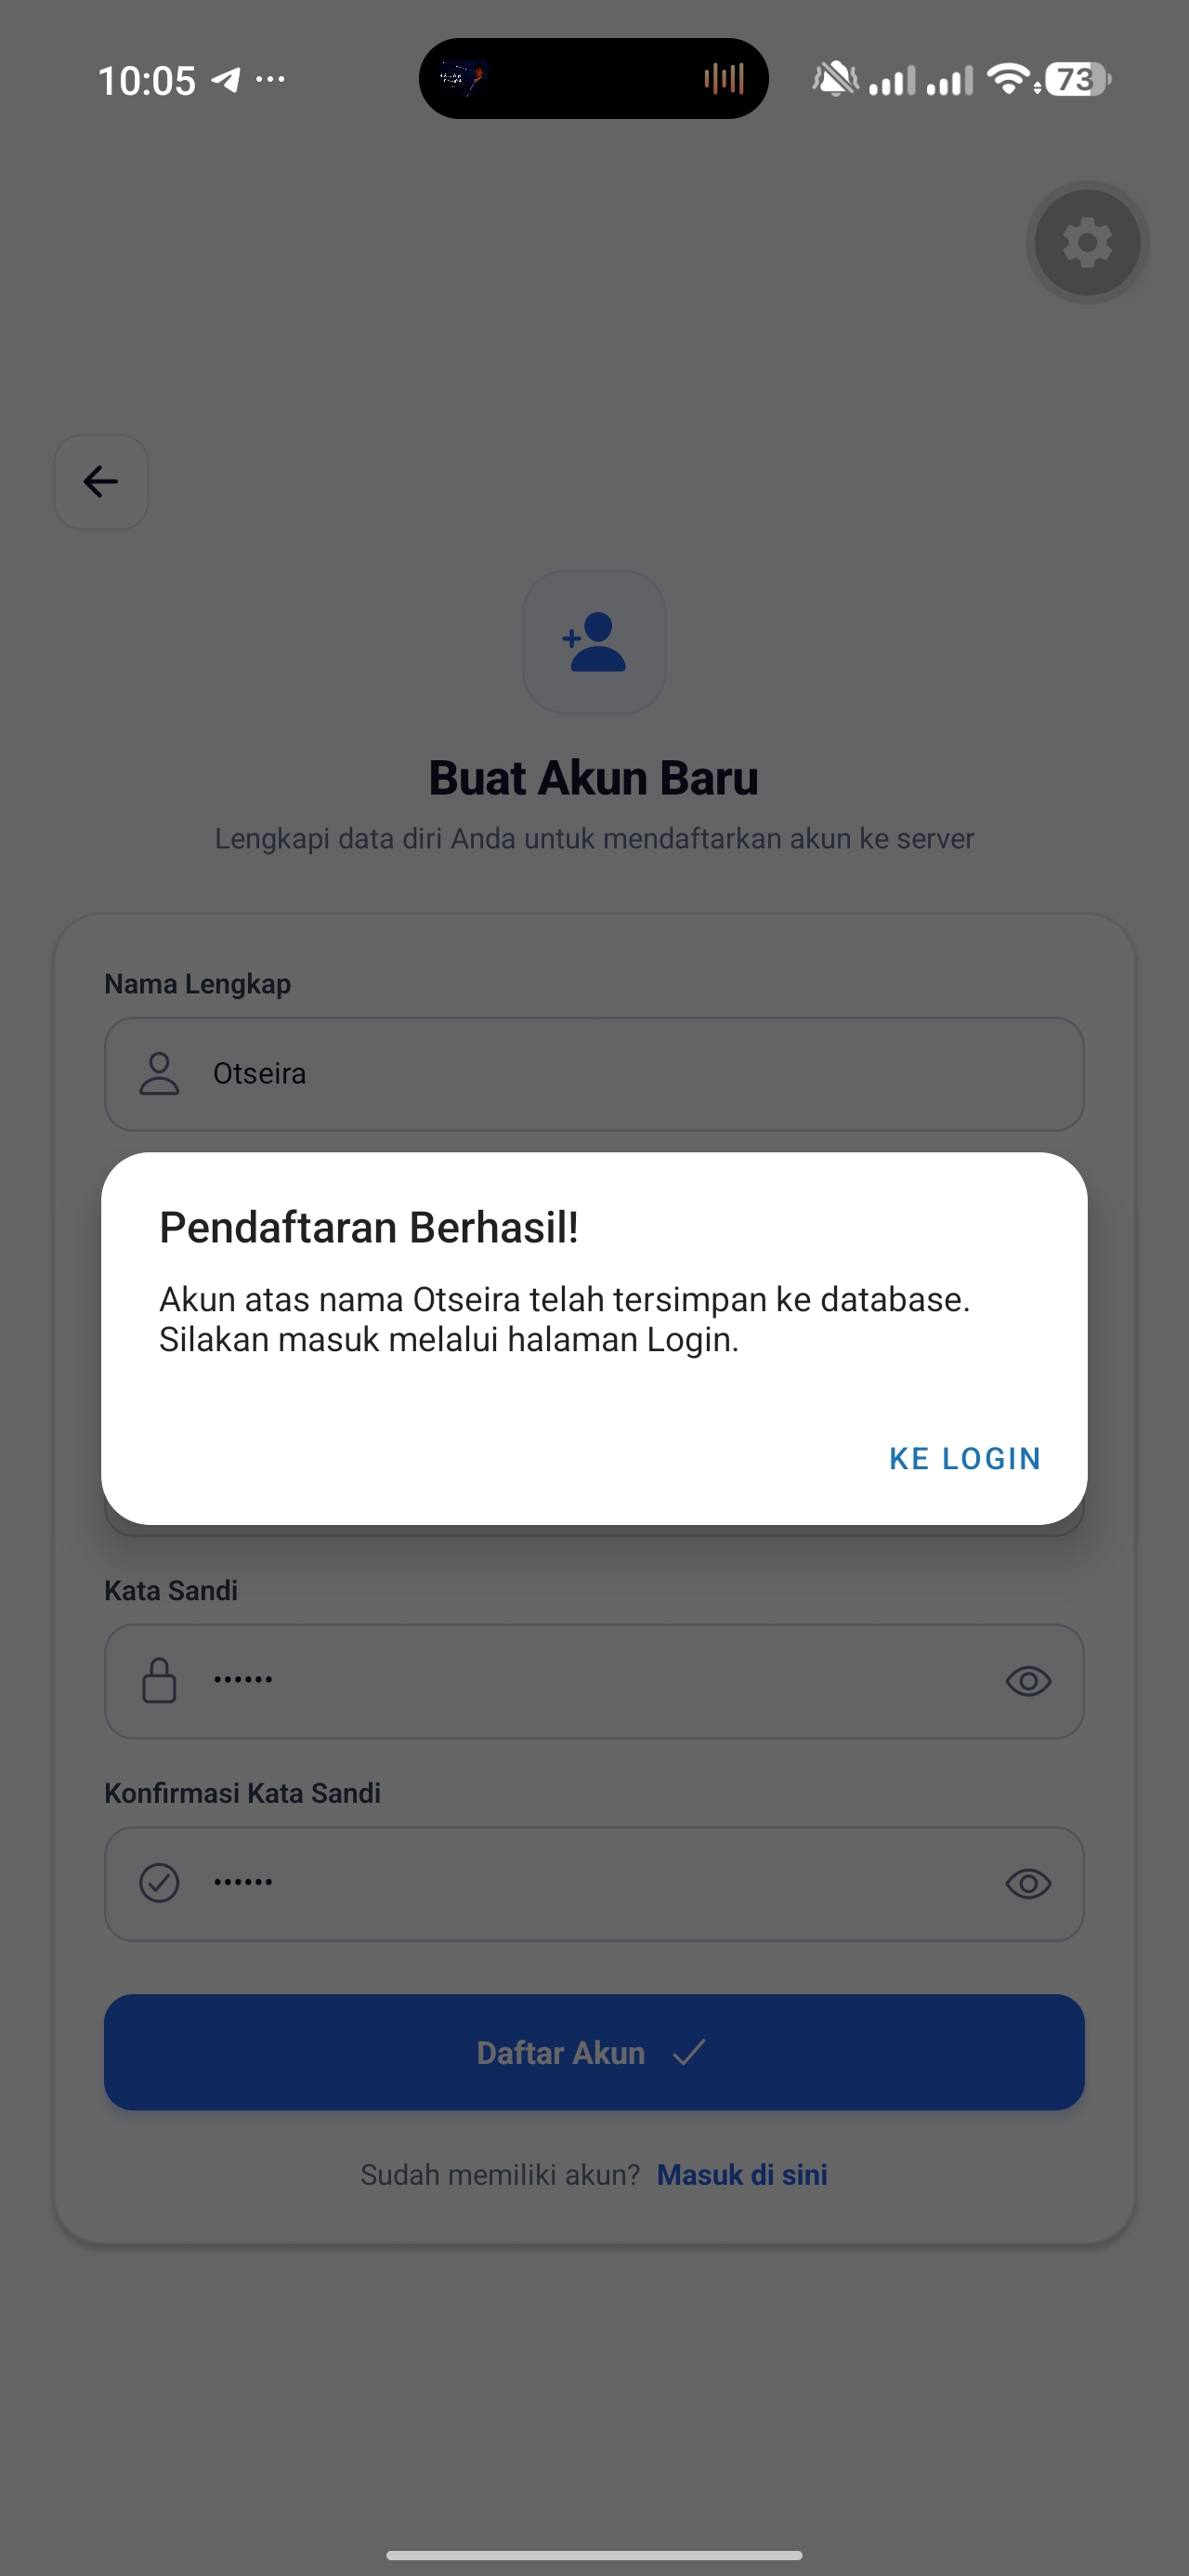 10:05
73
Buat Akun Baru
Lengkapi data diri Anda untuk mendaftarkan akun ke server
Nama Lengkap
Otseira
Pendaftaran Berhasil!
Akun atas nama Otseira telah tersimpan ke database.
Silakan masuk melalui halaman Login.
KE LOGIN
Kata Sandi
••••••
Konfirmasi Kata Sandi
••••••
Daftar Akun
Sudah memiliki akun? Masuk di sini